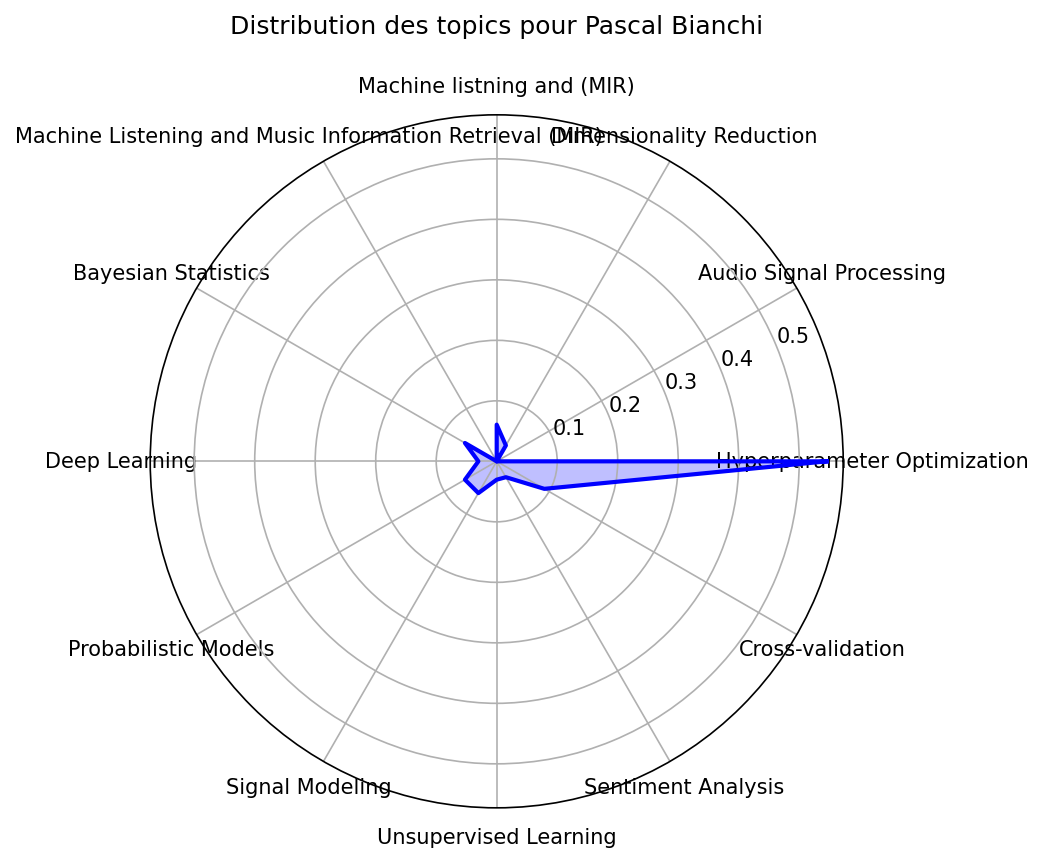 Distribution des topics pour Pascal Bianchi
Machine listning and (MIR)
Machine Listening and Music Information Retrieval (MIR)
Dimensionality Reduction
Bayesian Statistics
Audio Signal Processing
0.5
0.4
0.3
0.2
0.1
Deep Learning
Hyperparameter Optimization
Probabilistic Models
Cross-validation
Signal Modeling
Sentiment Analysis
Unsupervised Learning